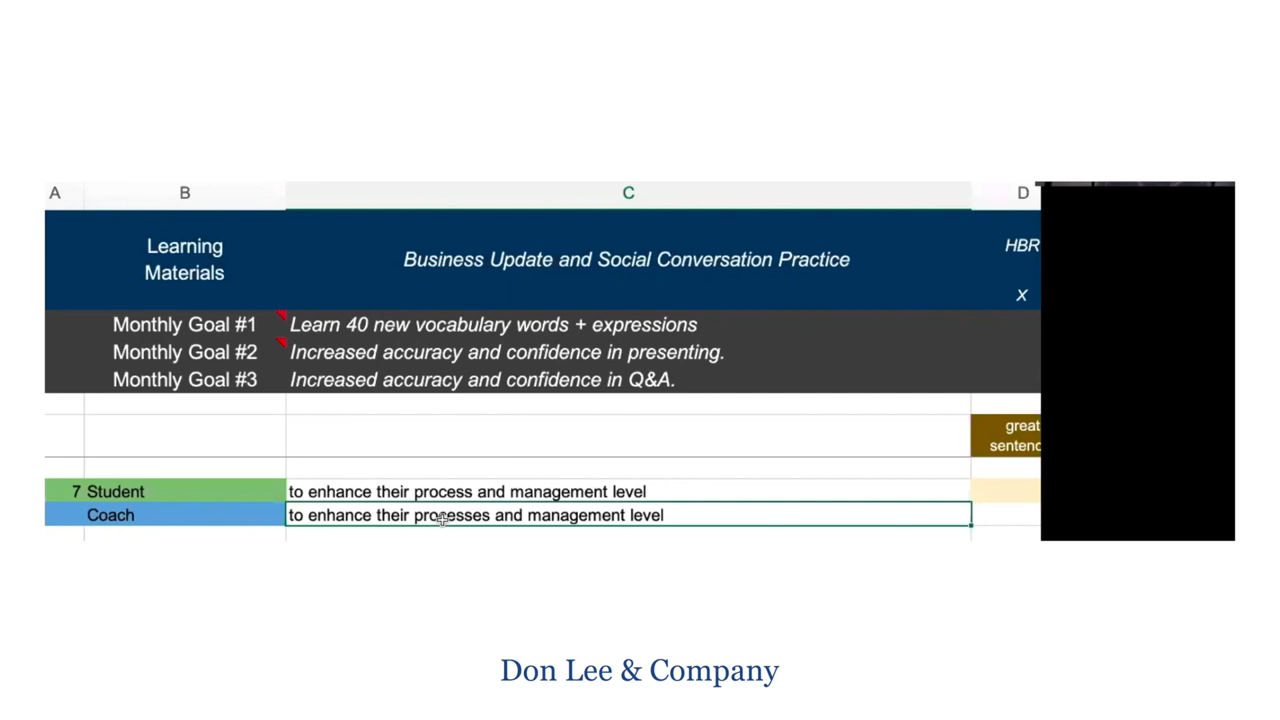 A B C D
Learning
Materials
Business Update and Social Conversation Practice
HBR
X
Monthly Goal #1 Learn 40 new vocabulary words + expressions
Monthly Goal #2 Increased accuracy and confidence in presenting.
Monthly Goal #3 Increased accuracy and confidence in Q&A.
great
sentenc
7 Student to enhance their process and management level
Coach to enhance their processes and management level
Don Lee & Company